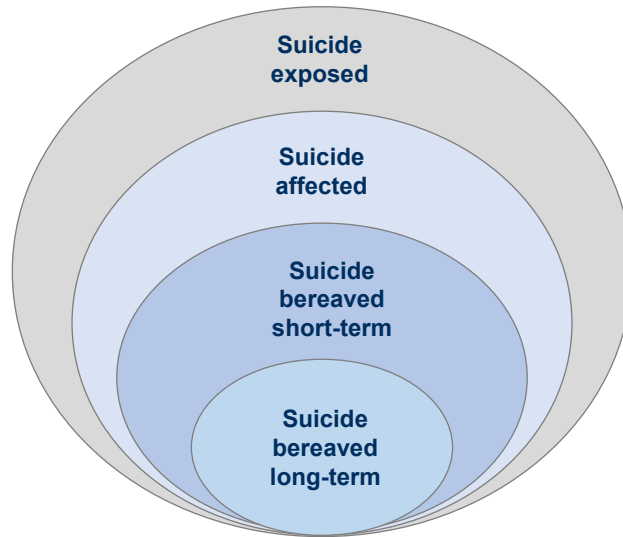 Suicide
exposed
Suicide
affected
Suicide
bereaved
short-term
Suicide
bereaved
long-term